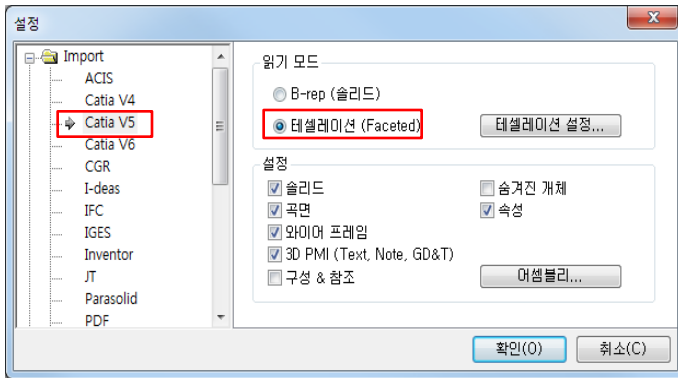 설정
Import
ACIS
Catia V4
Catia V5
Catia V6
CGR
I-deas
IFC
IGES
Inventor
JT
Parasolid
PDF
읽기 모드
B-rep (솔리드)
테셀레이션 (Faceted)
테셀레이션 설정...
설정
솔리드
숨겨진 개체
곡면
속성
와이어 프레임
3D PMI (Text, Note, GD&T)
구성 & 참조
어셈블리...
확인(O)
취소(C)